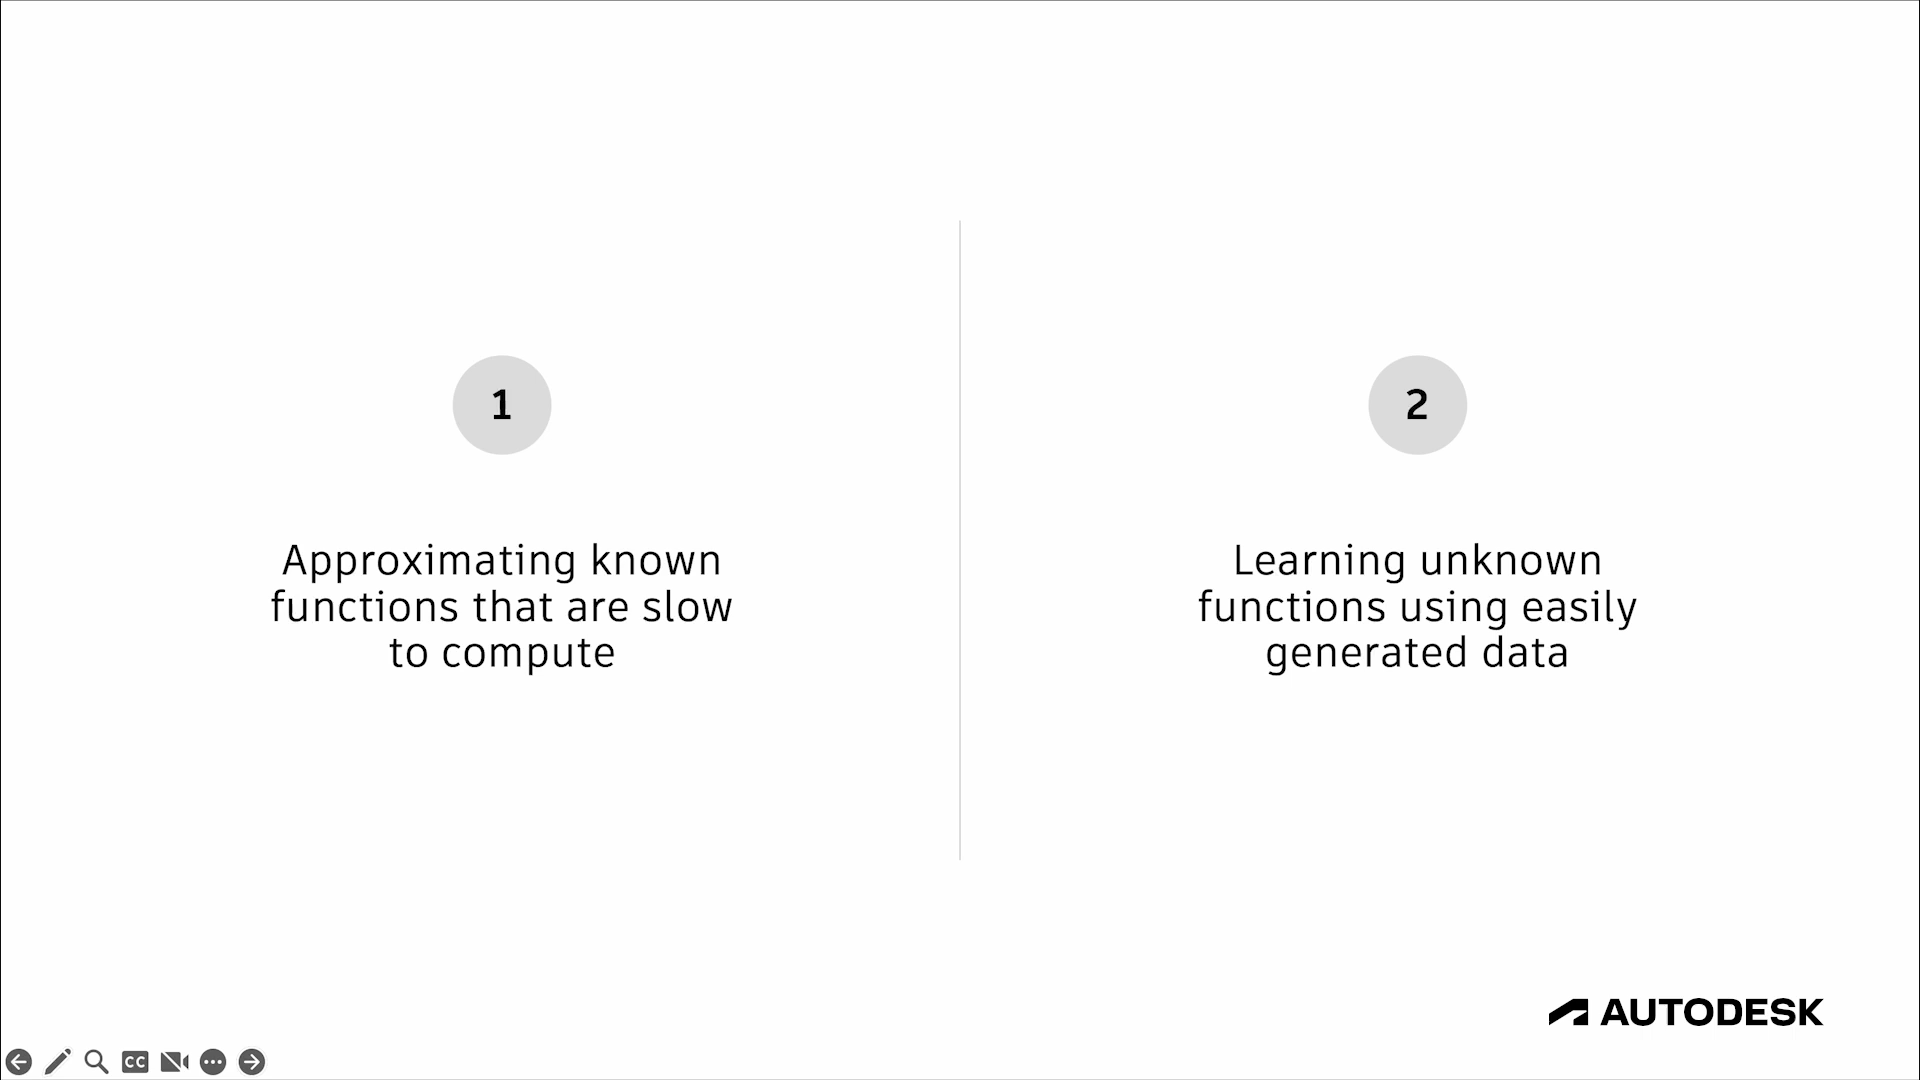 1
Approximating known
functions that are slow
to compute
2
Learning unknown
functions using easily
generated data
AUTODESK
CC